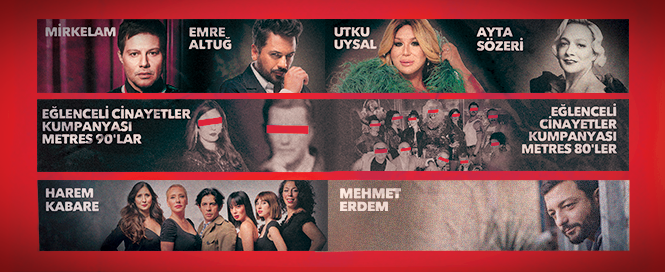 MİRKELAM
EMRE
ALTUĞ
UTKU
UYSAL
AYTA
SÖZERİ
EĞLENCELİ CİNAYETLER
KUMPANYASI
METRES 90'LAR
EĞLENCELİ
CİNAYETLER
KUMPANYASI
METRES 80'LER
HAREM
KABARE
MEHMET
ERDEM